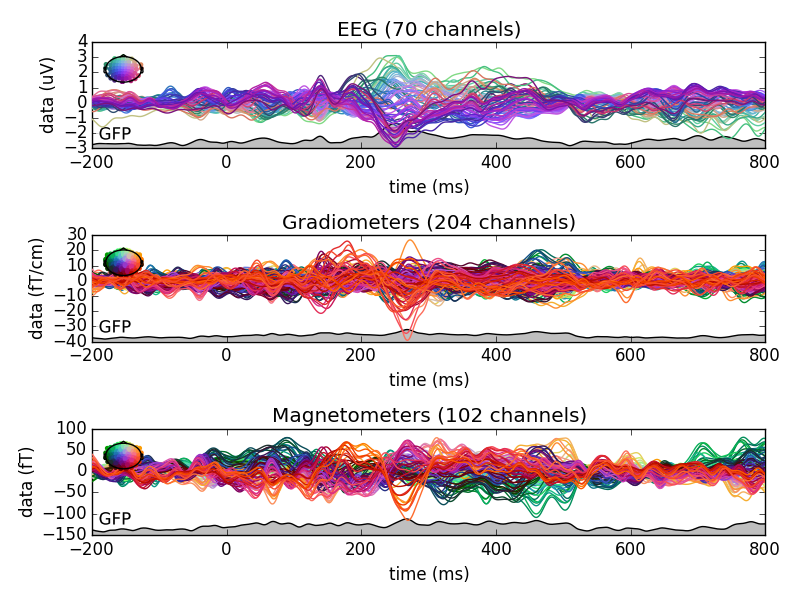 EEG (70 channels)
data (uV)
4
3
2
1
0
−1
−2
−3
GFP
−200 0 200 400 600 800
time (ms)
Gradiometers (204 channels)
data (fT/cm)
30
20
10
0
−10
−20
−30
−40
GFP
−200 0 200 400 600 800
time (ms)
Magnetometers (102 channels)
data (fT)
100
50
0
−50
−100
−150
GFP
−200 0 200 400 600 800
time (ms)